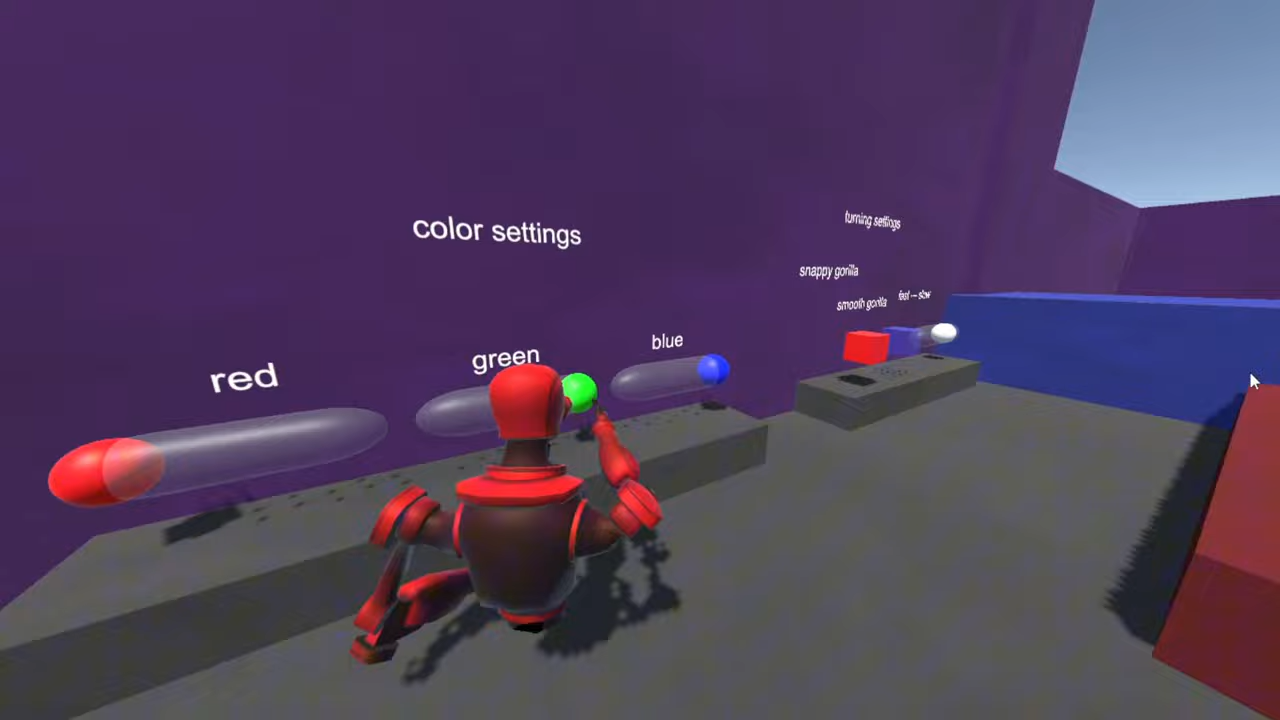 color settings
red
green
blue
turning settings
snappy gorilla
smooth gorilla
fast -- slow